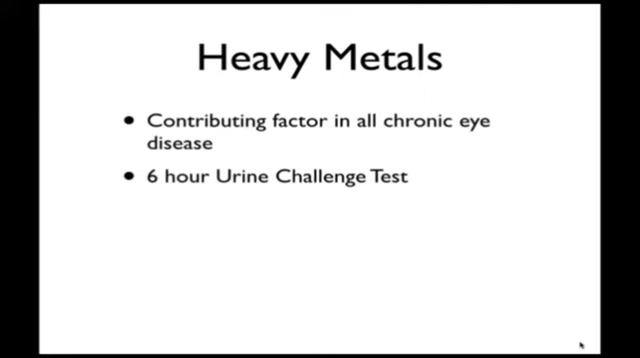 Heavy Metals
• Contributing factor in all chronic eye
disease
• 6 hour Urine Challenge Test